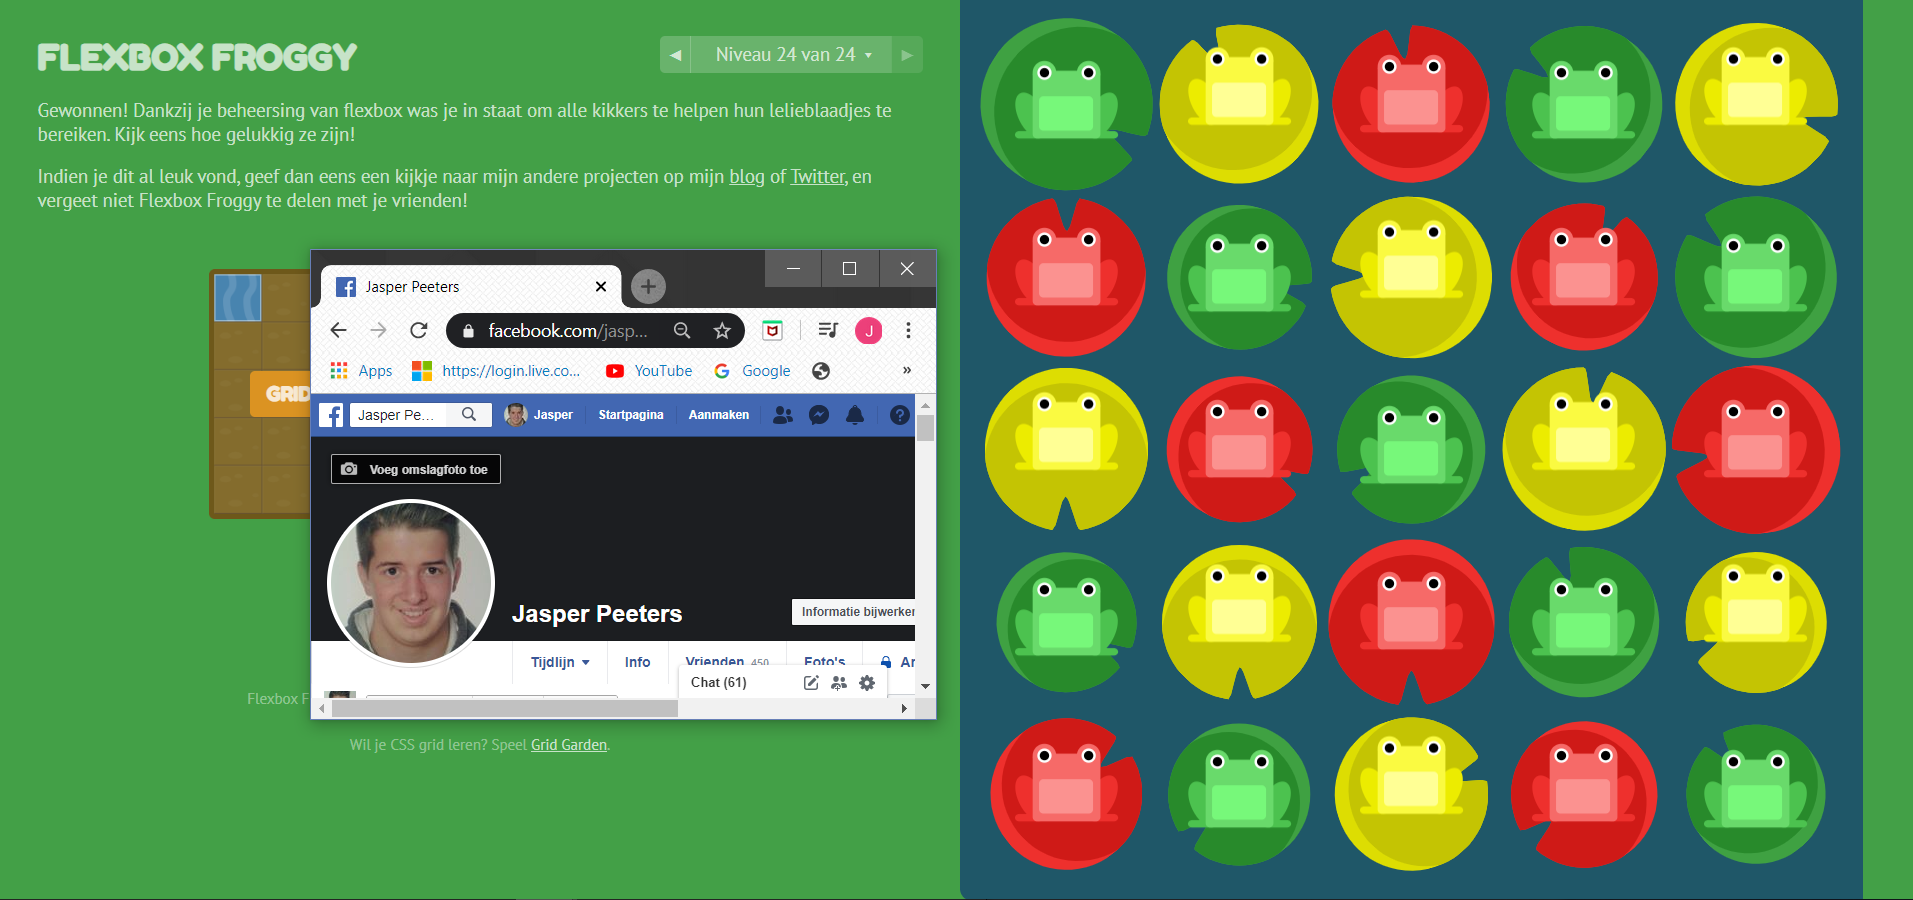 FLEXBOX FROGGY
Niveau 24 van 24
Gewonnen! Dankzij je beheersing van flexbox was je in staat om alle kikkers te helpen hun lelieblaadjes te
bereiken. Kijk eens hoe gelukkig ze zijn!
Indien je dit al leuk vond, geef dan eens een kijkje naar mijn andere projecten op mijn blog of Twitter, en
vergeet niet Flexbox Froggy te delen met je vrienden!
GRID
Jasper Peeters
facebook.com/jasp...
J
Apps https://login.live.co... YouTube Google »
Jasper Pe... Jasper Startpagina Aanmaken
Voeg omslagfoto toe
Jasper Peeters
Informatie bijwerken
Tijdlijn Info Vrienden 450 Foto's Ar
Chat (61)
Flexbox F
Wil je CSS grid leren? Speel Grid Garden.